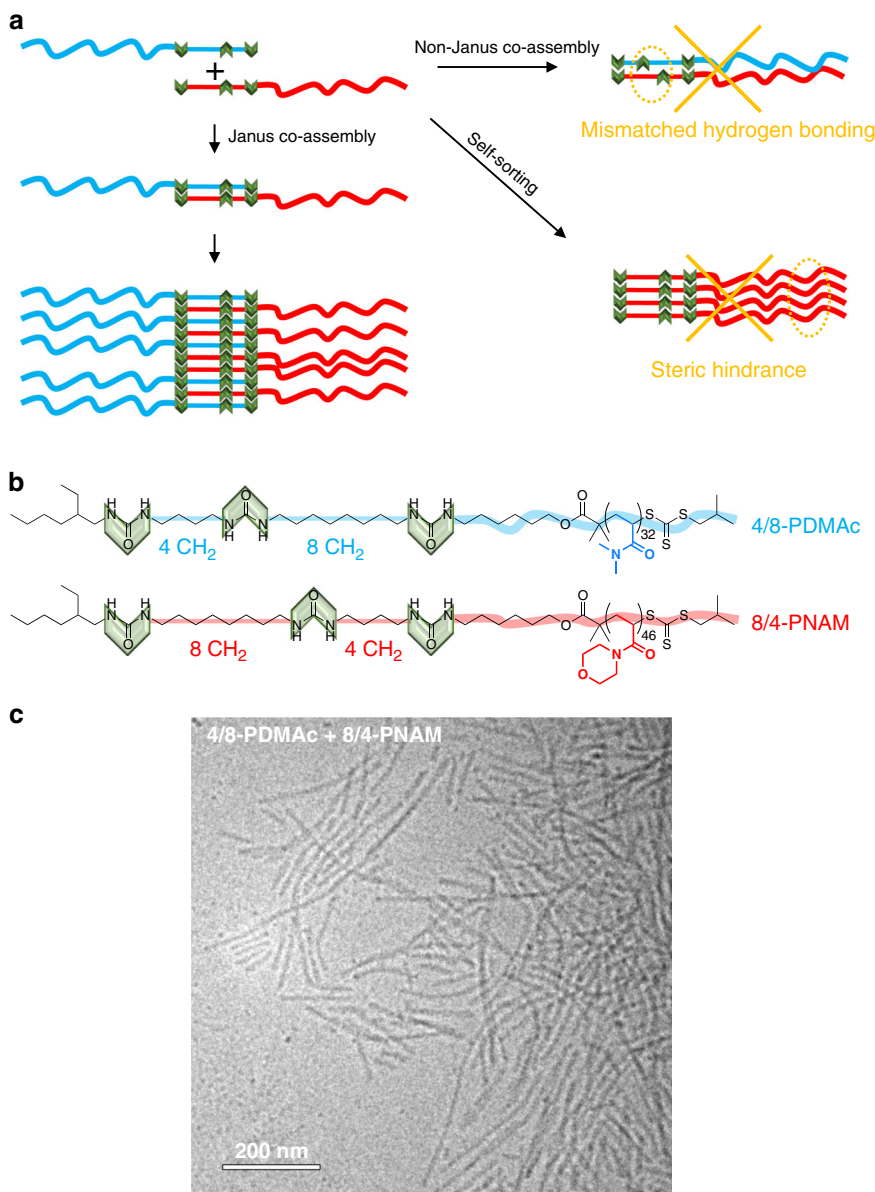 a
+
Non-Janus co-assembly
Mismatched hydrogen bonding
Janus co-assembly
Self-sorting
Steric hindrance
b
H N N H O
4 CH₂
H N N H O
8 CH₂
H N N H O
O O
32
S S S
N O
4/8-PDMAc
H N N H O
8 CH₂
H N N H O
4 CH₂
H N N H O
O O
46
S S S
N O O
8/4-PNAM
c
4/8-PDMAc + 8/4-PNAM
200 nm